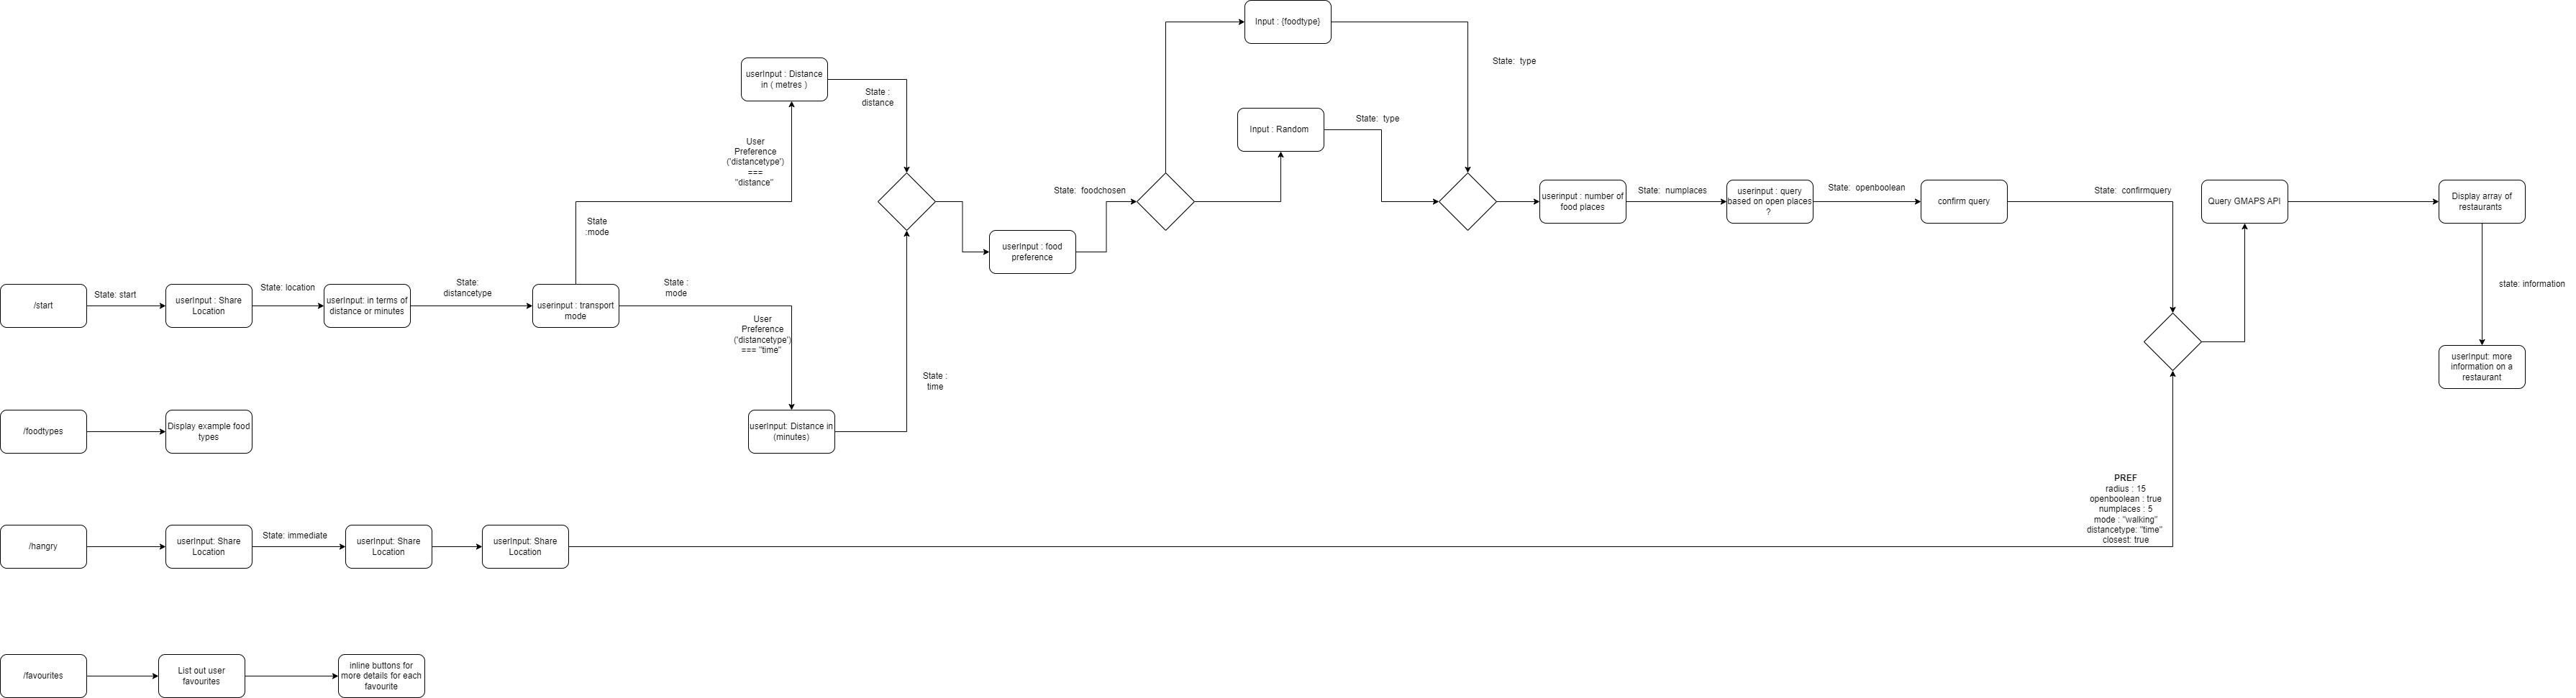 Input : {foodtype}
State:  type
userInput : Distance
in ( metres )
State :
distance
Input : Random
State:  type
User
Preference
('distancetype')
===
"distance"
State:  foodchosen
userinput : number of
food places
State:  numplaces
userinput : query
based on open places
?
State:  openboolean
confirm query
State:  confirmquery
Query GMAPS API
Display array of
restaurants
State
:mode
userInput : food
preference
/start
State: start
userInput : Share
Location
State: location
userInput: in terms of
distance or minutes
State:
distancetype
userinput : transport
mode
State :
mode
state: information
User
Preference
('distancetype')
=== "time"
userInput: more
information on a
restaurant
State :
time
/foodtypes
Display example food
types
userInput: Distance in
(minutes)
PREF
radius : 15
openboolean : true
numplaces : 5
mode : "walking"
distancetype: "time"
closest: true
/hangry
userInput: Share
Location
State: immediate
userInput: Share
Location
userInput: Share
Location
/favourites
List out user
favourites
inline buttons for
more details for each
favourite